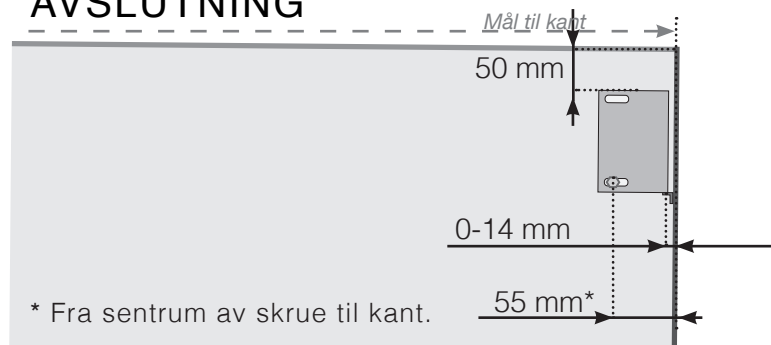 AVSLUTNING
Mål til kant
50 mm
0-14 mm
55 mm*
* Fra sentrum av skrue til kant.